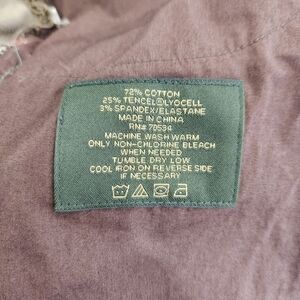 72% COTTON
25% TENCEL®LYOCELL
3% SPANDEX/ELASTANE
MADE IN CHINA
RN# 70534
MACHINE WASH WARM
ONLY NON-CHLORINE BLEACH
WHEN NEEDED
TUMBLE DRY LOW
COOL IRON ON REVERSE SIDE
IF NECESSARY